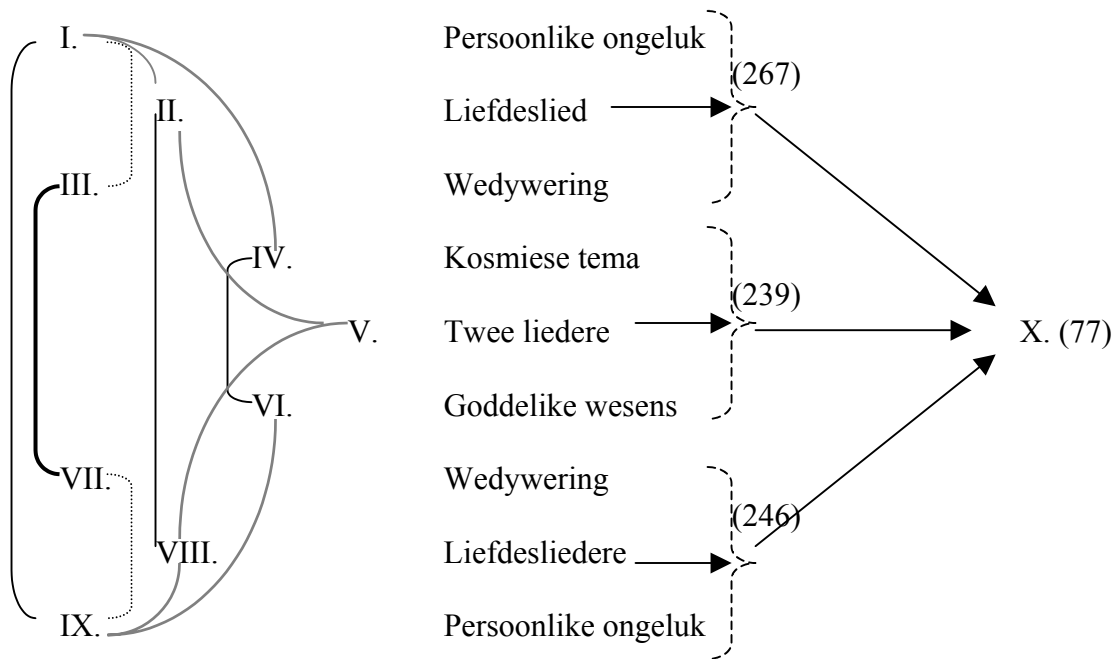 I. Persoonlike ongeluk
(267)
II. Liefdeslied
III. Wedywering
IV. Kosmiese tema
(239)
V. Twee liedere X. (77)
VI. Goddelike wesens
VII. Wedywering
(246)
VIII. Liefdesliedere
IX. Persoonlike ongeluk